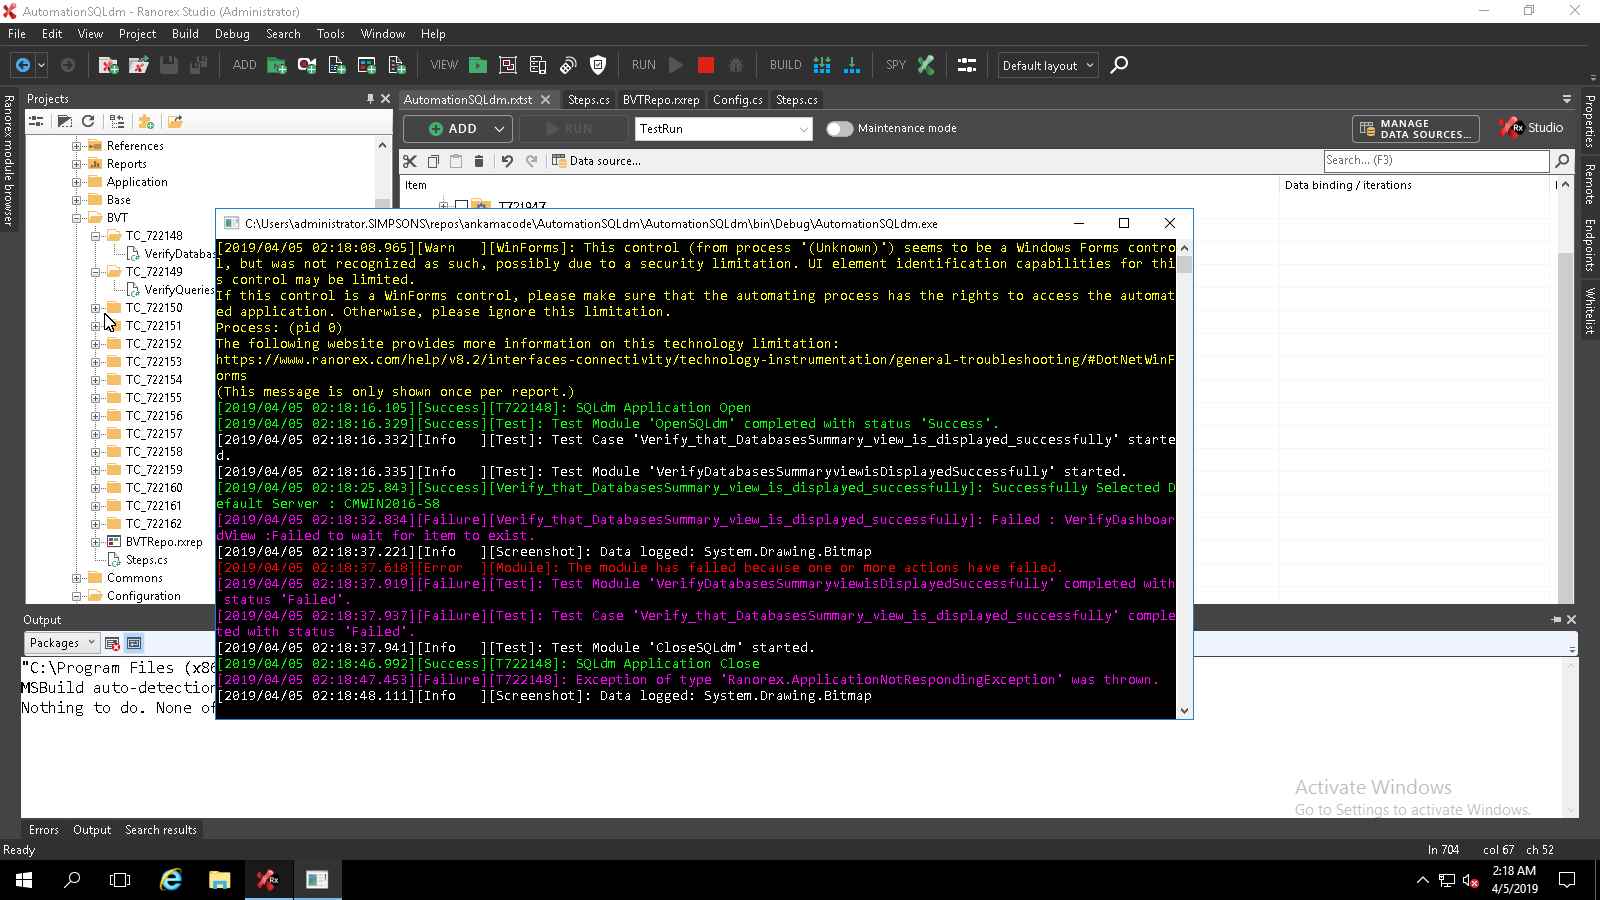 AutomationSQLdm - Ranorex Studio (Administrator)
File Edit View Project Build Debug Search Tools Window Help
ADD VIEW RUN BUILD SPY Default layout
Ranorex module browser
Projects
AutomationSQLdm.rxtst Steps.cs BVTRepo.rxrep Config.cs Steps.cs
ADD RUN TestRun Maintenance mode MANAGE DATA SOURCES... Rx Studio
Data source... Search... (F3)
Item Data binding / iterations
T721947
References
Reports
Application
Base
BVT
TC_722148
VerifyDatabas
TC_722149
VerifyQueries
TC_722150
TC_722151
TC_722152
TC_722153
TC_722154
TC_722155
TC_722156
TC_722157
TC_722158
TC_722159
TC_722160
TC_722161
TC_722162
BVTRepo.rxrep
Steps.cs
Commons
Configuration
C:\Users\administrator.SIMPSONS\repos\ankamacode\AutomationSQLdm\AutomationSQLdm\bin\Debug\AutomationSQLdm.exe
[2019/04/05 02:18:08.965][Warn   ][WinForms]: This control (from process '(Unknown)') seems to be a Windows Forms contro
l, but was not recognized as such, possibly due to a security limitation. UI element identification capabilities for thi
s control may be limited.
If this control is a WinForms control, please make sure that the automating process has the rights to access the automat
ed application. Otherwise, please ignore this limitation.
Process: (pid 0)
The following website provides more information on this technology limitation:
https://www.ranorex.com/help/v8.2/interfaces-connectivity/technology-instrumentation/general-troubleshooting/#DotNetWinF
orms
(This message is only shown once per report.)
[2019/04/05 02:18:16.105][Success][T722148]: SQLdm Application Open
[2019/04/05 02:18:16.329][Success][Test]: Test Module 'OpenSQLdm' completed with status 'Success'.
[2019/04/05 02:18:16.332][Info   ][Test]: Test Case 'Verify_that_DatabasesSummary_view_is_displayed_successfully' starte
d.
[2019/04/05 02:18:16.335][Info   ][Test]: Test Module 'VerifyDatabasesSummaryviewisDisplayedSuccessfully' started.
[2019/04/05 02:18:25.843][Success][Verify_that_DatabasesSummary_view_is_displayed_successfully]: Successfully Selected D
efault Server : CMWIN2016-S8
[2019/04/05 02:18:32.834][Failure][Verify_that_DatabasesSummary_view_is_displayed_successfully]: Failed : VerifyDashboar
dView :Failed to wait for item to exist.
[2019/04/05 02:18:37.221][Info   ][Screenshot]: Data logged: System.Drawing.Bitmap
[2019/04/05 02:18:37.618][Error  ][Module]: The module has failed because one or more actions have failed.
[2019/04/05 02:18:37.919][Failure][Test]: Test Module 'VerifyDatabasesSummaryviewisDisplayedSuccessfully' completed with
status 'Failed'.
[2019/04/05 02:18:37.937][Failure][Test]: Test Case 'Verify_that_DatabasesSummary_view_is_displayed_successfully' comple
ted with status 'Failed'.
[2019/04/05 02:18:37.941][Info   ][Test]: Test Module 'CloseSQLdm' started.
[2019/04/05 02:18:46.992][Success][T722148]: SQLdm Application Close
[2019/04/05 02:18:47.453][Failure][T722148]: Exception of type 'Ranorex.ApplicationNotRespondingException' was thrown.
[2019/04/05 02:18:48.111][Info   ][Screenshot]: Data logged: System.Drawing.Bitmap
Properties
Remote
Endpoints
Whitelist
Output
Packages
"C:\Program Files (x86
MSBuild auto-detection
Nothing to do. None of
Activate Windows
Go to Settings to activate Windows.
Errors Output Search results
Ready ln 704 col 67 ch 52
2:18 AM
4/5/2019